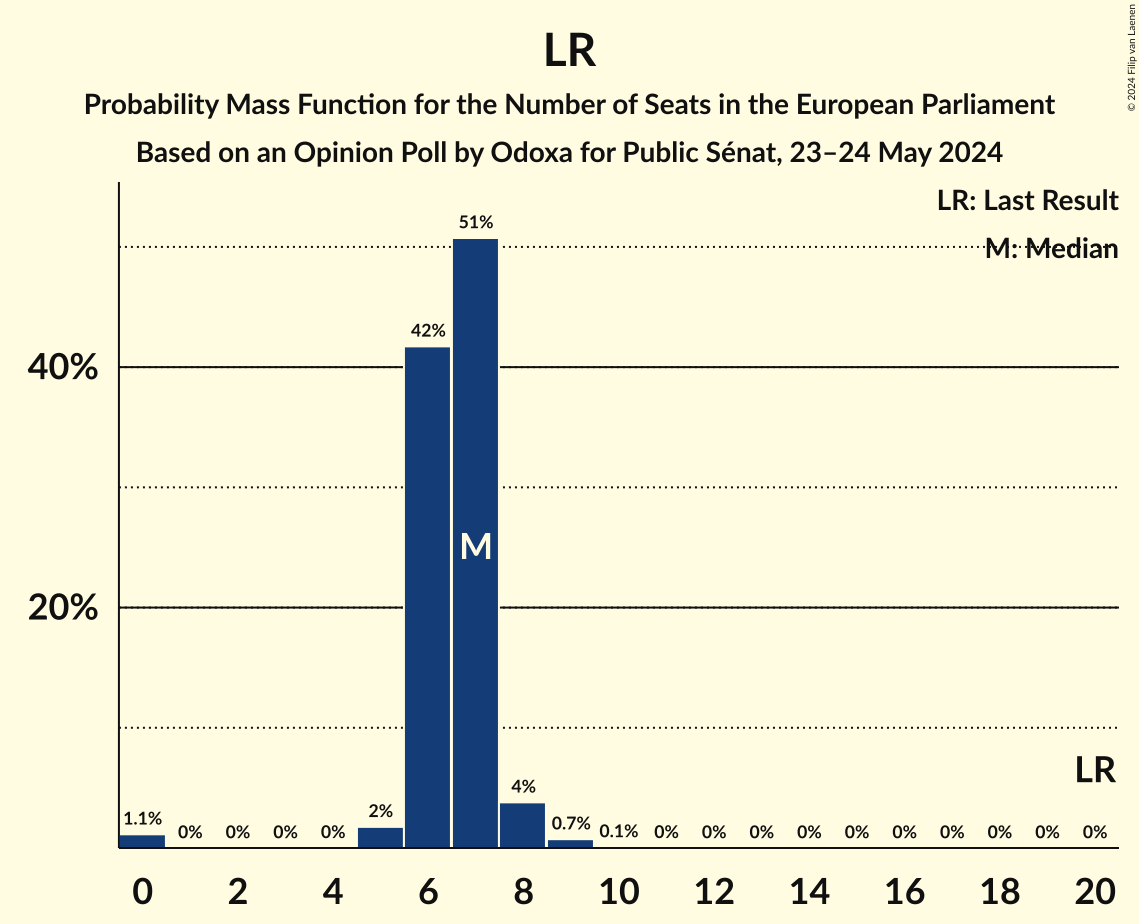 LR
Probability Mass Function for the Number of Seats in the European Parliament
Based on an Opinion Poll by Odoxa for Public Sénat, 23–24 May 2024
© 2024 Filip van Laenen
LR: Last Result
M: Median
51%
42%
40%
M
20%
LR
1.1% 0% 0% 0% 0% 2% 4% 0.7% 0.1% 0% 0% 0% 0% 0% 0% 0% 0% 0% 0%
0 2 4 6 8 10 12 14 16 18 20